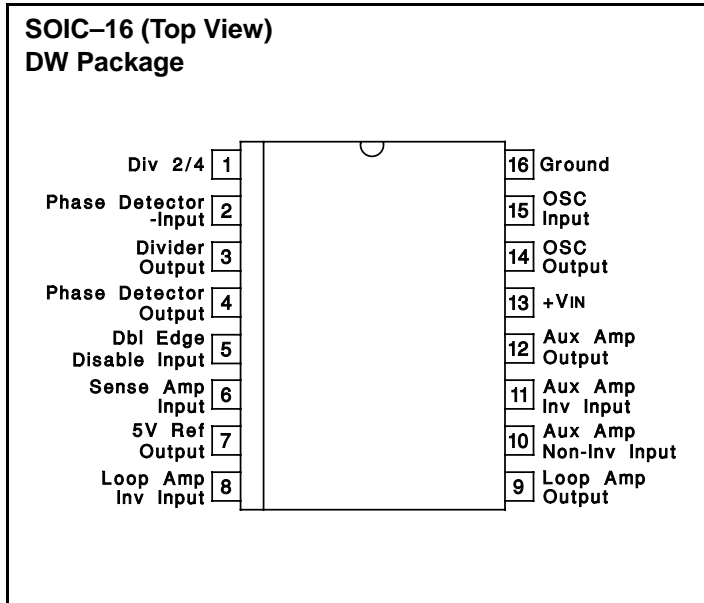 SOIC–16 (Top View)
DW Package
Div 2/4 1
Phase Detector
-Input 2
Divider
Output 3
Phase Detector
Output 4
Dbl Edge
Disable Input 5
Sense Amp
Input 6
5V Ref
Output 7
Loop Amp
Inv Input 8
16 Ground
15 OSC
Input
14 OSC
Output
13 +VIN
12 Aux Amp
Output
11 Aux Amp
Inv Input
10 Aux Amp
Non-Inv Input
9 Loop Amp
Output